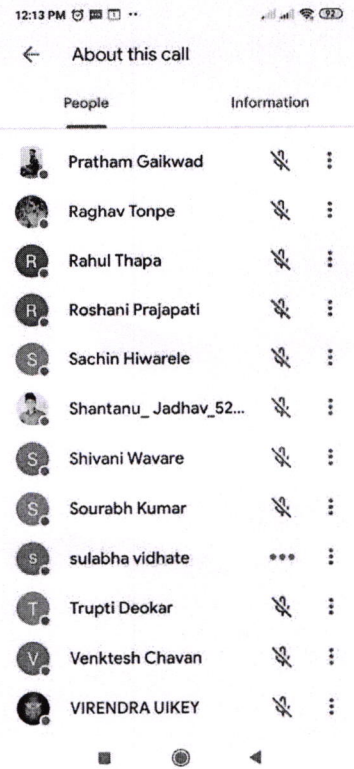 12:13 PM
92
About this call
People
Information
Pratham Gaikwad
Raghav Tonpe
R Rahul Thapa
R Roshani Prajapati
S Sachin Hiwarele
Shantanu_ Jadhav_52...
S Shivani Wavare
S Sourabh Kumar
s sulabha vidhate
T Trupti Deokar
V Venktesh Chavan
VIRENDRA UIKEY